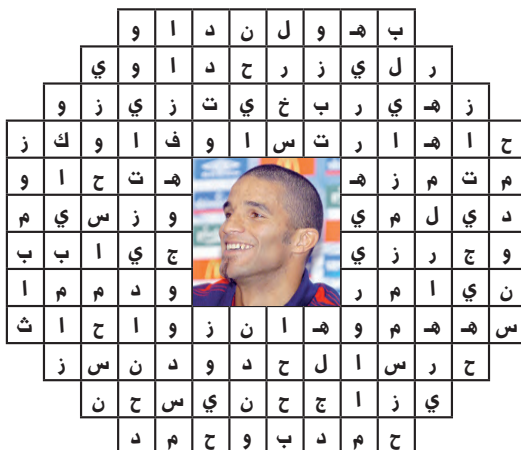 ب هـ و ل ن د ا و
ر ل ي ز ر ح د ا و ي
ز هـ ي ر ب خ ي ت ز ي ز و
ح ا هـ ا ر ت س ا و ف ا و ك ز
م ت م ز هـ هـ ت ح ا و
د ي ل م ي و ز س ي م
و ج ر ز ي ج ي ا ب ب
ن ي ا م ر و د م م ا
س هـ هـ م و هـ ا ن ز و ا ح ا ث
ح ر س ا ل ح د و د ن س ز
ي ز ا ج ح ن ي س ح ن
ح م د ب و ح م د